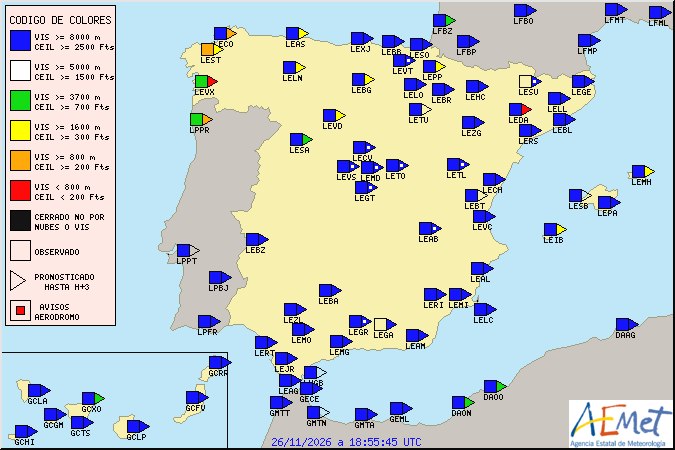 CODIGO DE COLORES
VIS >= 8000 m
CEIL >= 2500 Fts
VIS >= 5000 m
CEIL >= 1500 Fts
VIS >= 3700 m
CEIL >= 700 Fts
VIS >= 1600 m
CEIL >= 300 Fts
VIS >= 800 m
CEIL >= 200 Fts
VIS < 800 m
CEIL < 200 Fts
CERRADO NO POR
NUBES O VIS
OBSERVADO
PRONOSTICADO
HASTA H+3
AVISOS
AERODROMO
LFBO
LFMT
LFML
LFBZ
LECO
LEAS
LEXJ
LEBB
LESO
LFBP
LFMP
LEST
LEVT
LEPP
LELN
LEVX
LEBG
LELO
LEBR
LEHC
LESU
LEGE
LELL
LPPR
LEVD
LETU
LEZG
LEDA
LEBL
LERS
LESA
LECV
LEVS
LEMD
LETO
LETL
LEGT
LECH
LEMH
LEBT
LESB
LEPA
LEVC
LEAB
LEIB
LEBZ
LPPT
LPBJ
LEAL
LEBA
LERI
LEMI
LEZL
LELC
LPFR
LEMO
LEGR
LEGA
DAAG
LERT
LEMG
LEAM
LEJR
GCRR
LEAG
GECE
GCLA
GCXO
GCFV
GMTT
DAOO
DAON
GCGM
GCTS
GCLP
GMTN
GMTA
GEML
GCHI
26/11/2026 a 18:55:45 UTC
AEMet
Agencia Estatal de Meteorología